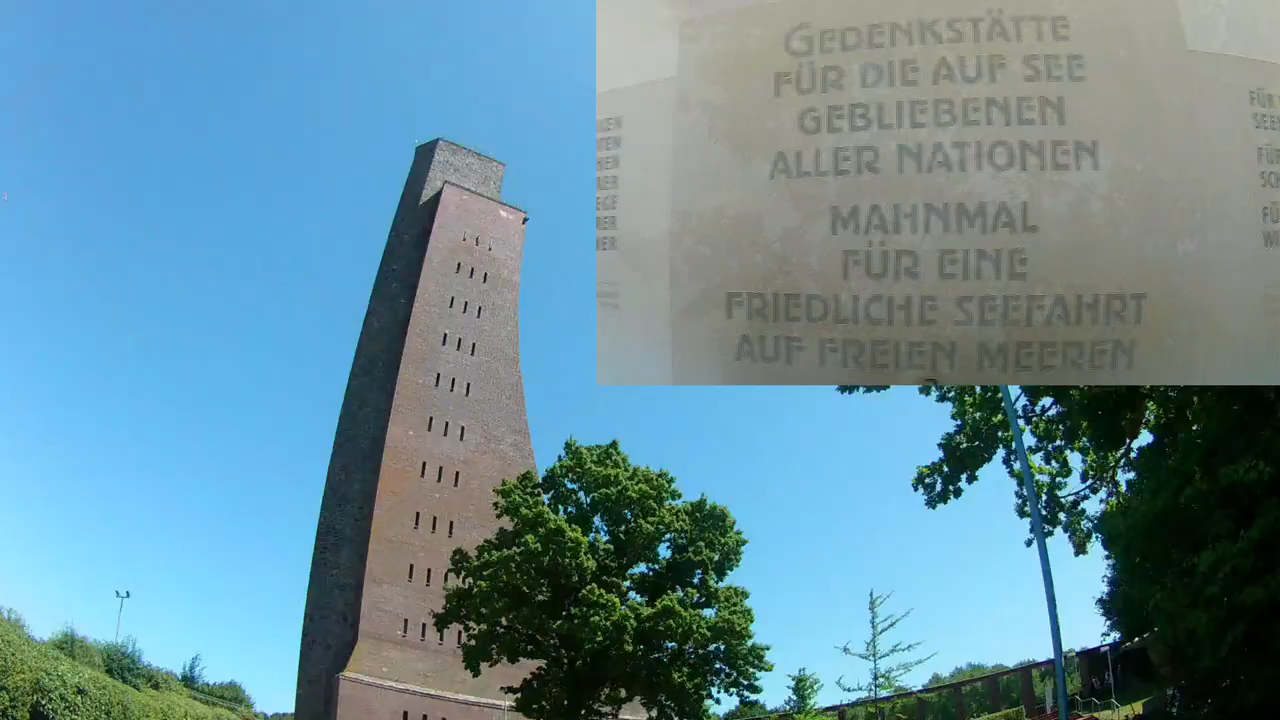 GEDENKSTÄTTE
FÜR DIE AUF SEE
GEBLIEBENEN
ALLER NATIONEN
MAHNMAL
FÜR EINE
FRIEDLICHE SEEFAHRT
AUF FREIEN MEEREN